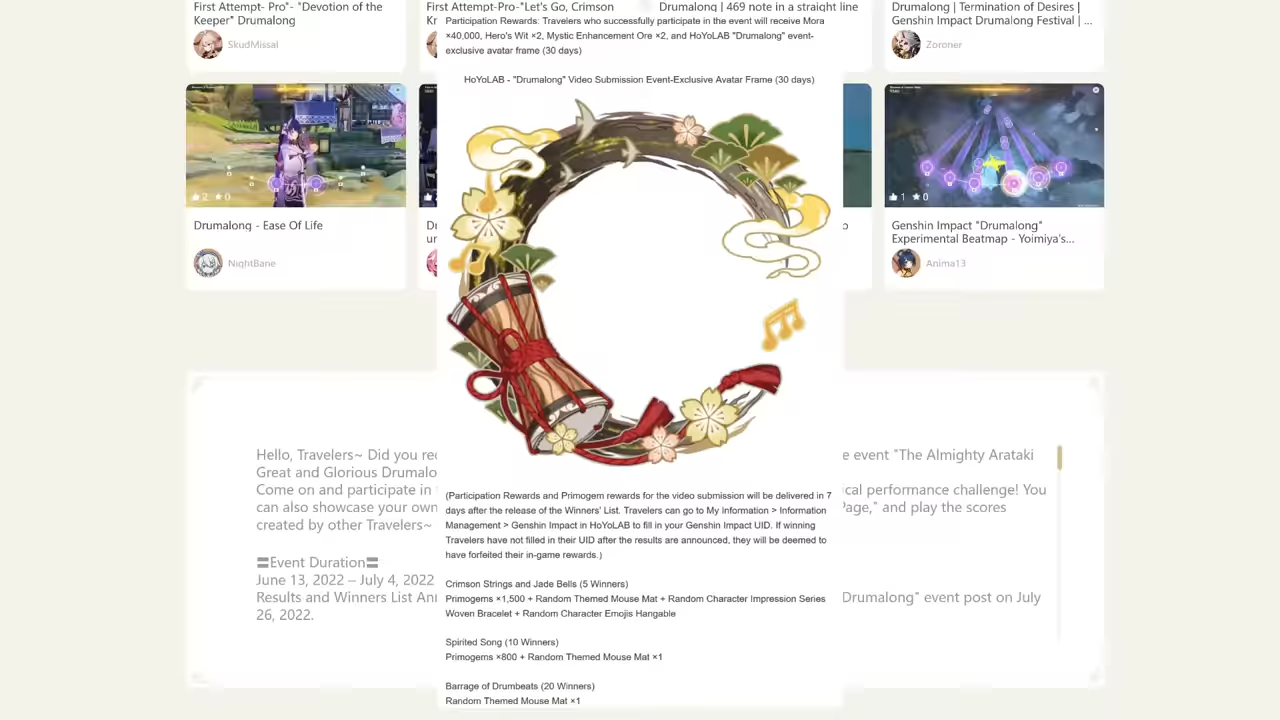 First Attempt- Pro"- "Devotion of the
Keeper" Drumalong
SkudMissal
First Attempt-Pro-"Let's Go, Crimson
Drumalong | 469 note in a straight line
Drumalong | Termination of Desires |
Genshin Impact Drumalong Festival | ...
Zoroner
Participation Rewards: Travelers who successfully participate in the event will receive Mora
×40,000, Hero's Wit ×2, Mystic Enhancement Ore ×2, and HoYoLAB "Drumalong" event-
exclusive avatar frame (30 days)
HoYoLAB - "Drumalong" Video Submission Event-Exclusive Avatar Frame (30 days)
2 0
Drumalong - Ease Of Life
NightBane
1 0
Genshin Impact "Drumalong"
Experimental Beatmap - Yoimiya's...
Anima13
(Participation Rewards and Primogem rewards for the video submission will be delivered in 7
days after the release of the Winners' List. Travelers can go to My Information > Information
Management > Genshin Impact in HoYoLAB to fill in your Genshin Impact UID. If winning
Travelers have not filled in their UID after the results are announced, they will be deemed to
have forfeited their in-game rewards.)
Crimson Strings and Jade Bells (5 Winners)
Primogems ×1,500 + Random Themed Mouse Mat + Random Character Impression Series
Woven Bracelet + Random Character Emojis Hangable
Spirited Song (10 Winners)
Primogems ×800 + Random Themed Mouse Mat ×1
Barrage of Drumbeats (20 Winners)
Random Themed Mouse Mat ×1
Hello, Travelers~ Did you
event "The Almighty Arataki
Great and Glorious
Come on and participate in
performance challenge! You
can also showcase your own
Page," and play the scores
created by other Travelers~
〓Event Duration〓
June 13, 2022 – July 4, 2022
Results and Winners List
Drumalong" event post on July
26, 2022.